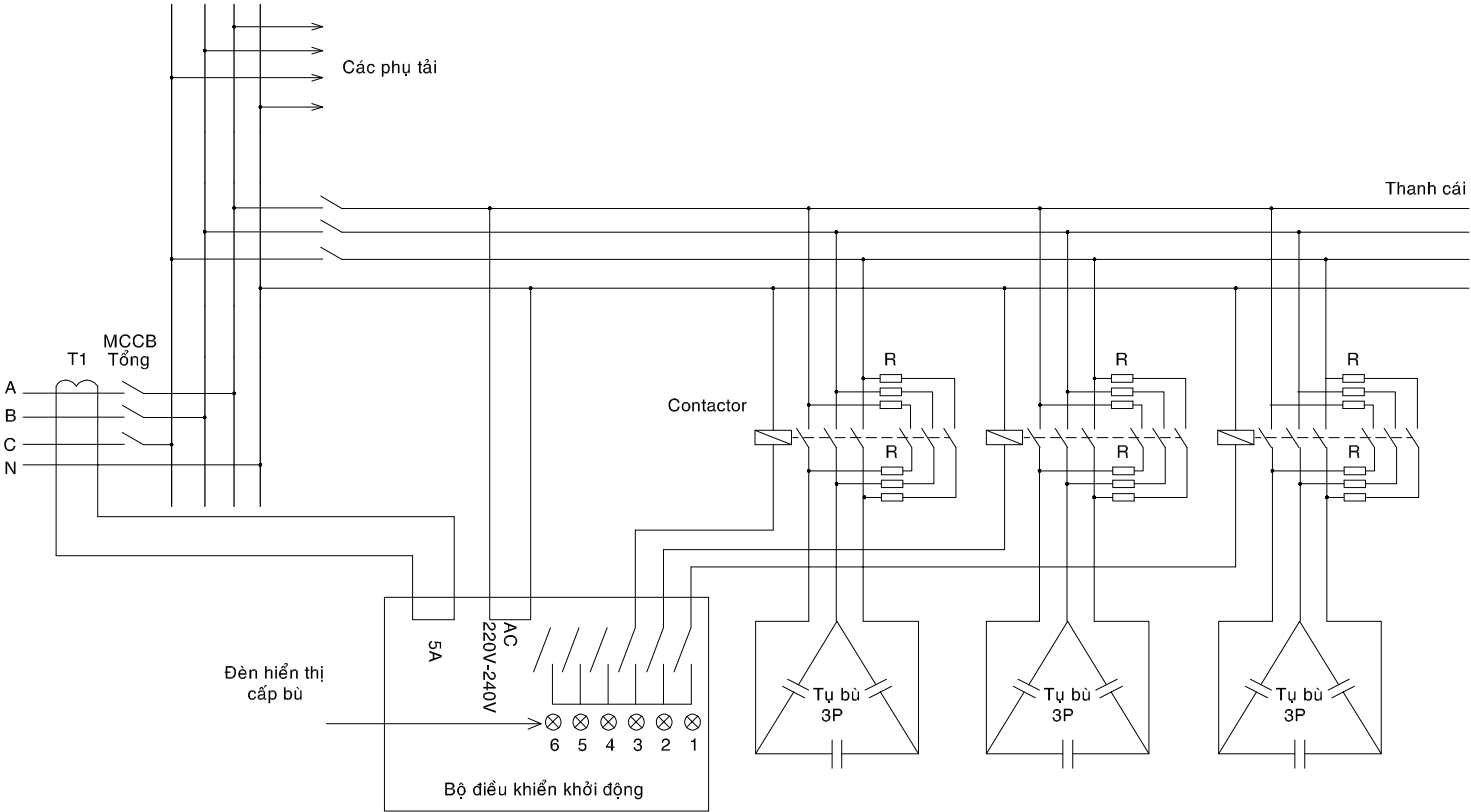 Các phụ tải
Thanh cái
MCCB
Tổng
T1
A
B
C
N
R
R
R
Contactor
R
R
R
5A
AC
220V-240V
Đèn hiển thị
cấp bù
Tụ bù
3P
Tụ bù
3P
Tụ bù
3P
6 5 4 3 2 1
Bộ điều khiển khởi động